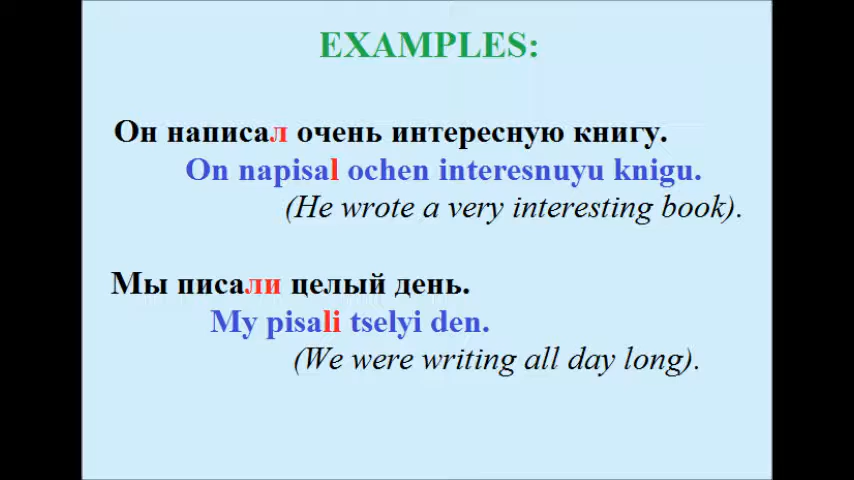 EXAMPLES:
Он написал очень интересную книгу.
On napisal ochen interesnuyu knigu.
(He wrote a very interesting book).
Мы писали целый день.
My pisali tselyi den.
(We were writing all day long).